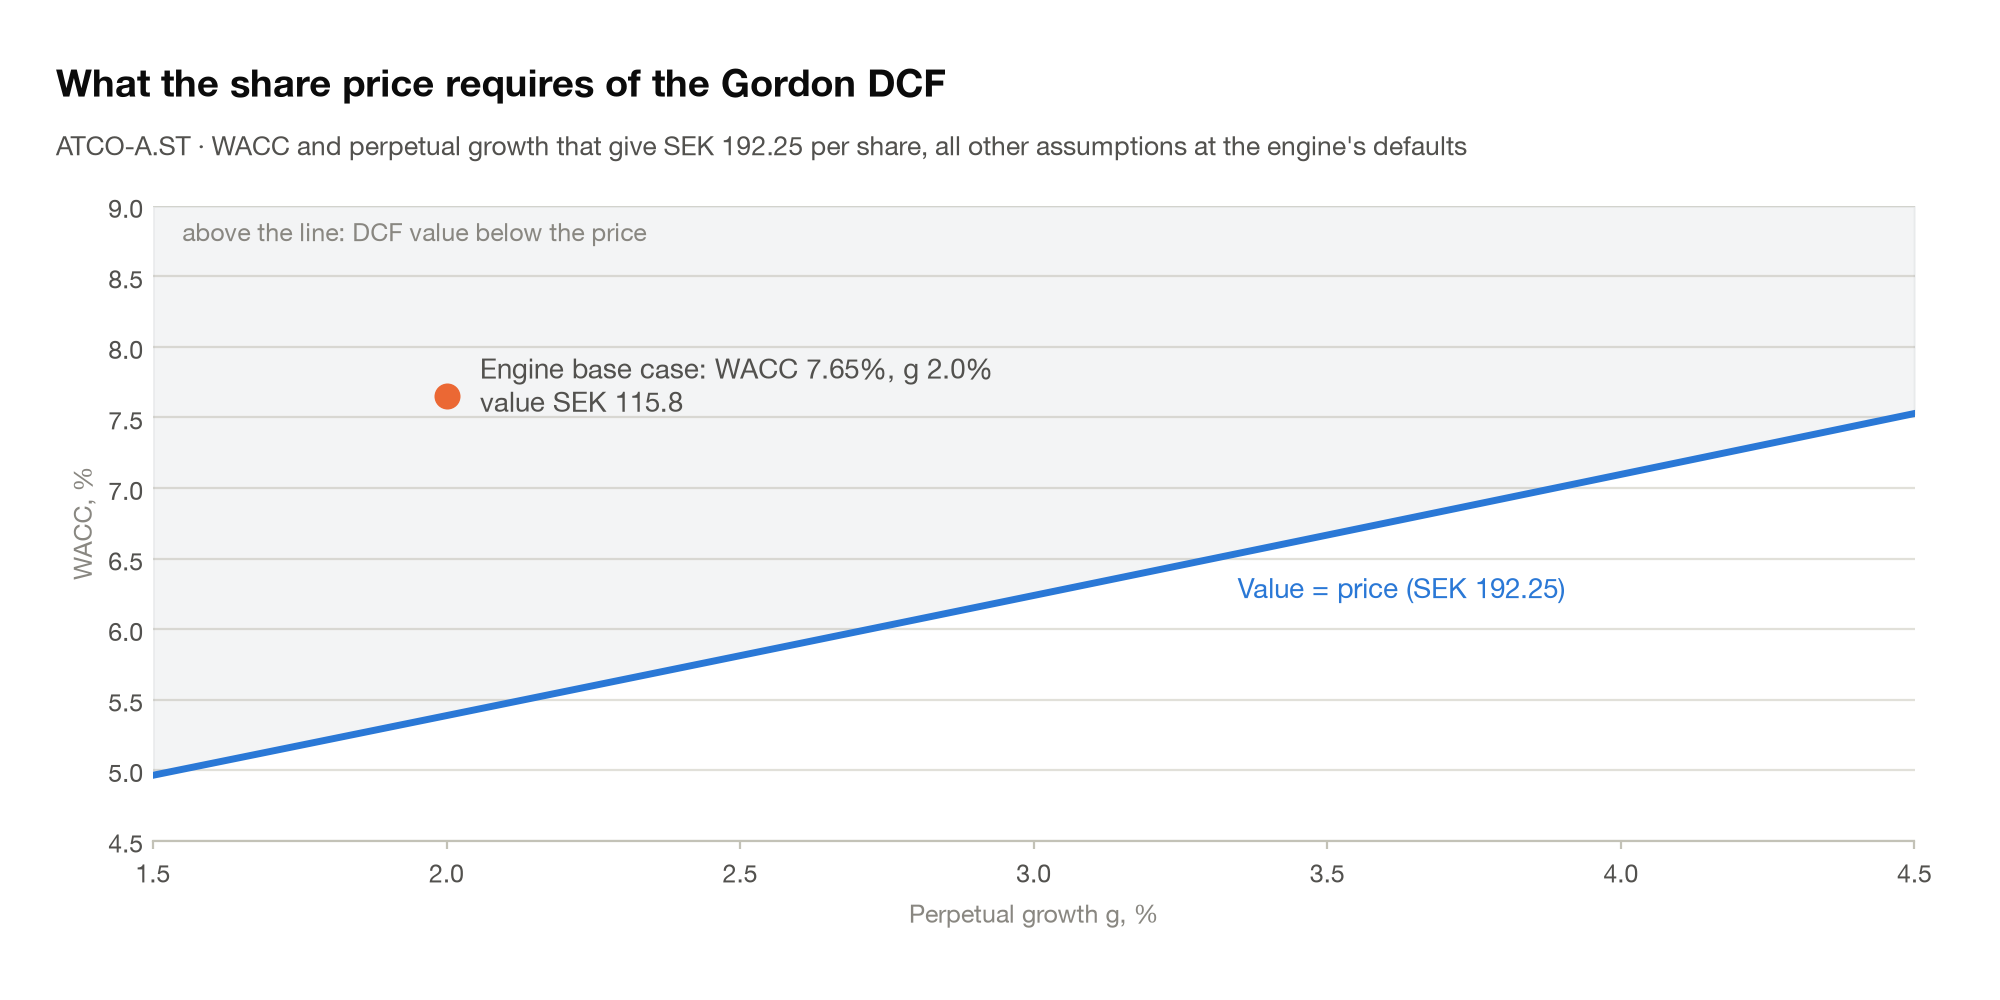 What the share price requires of the Gordon DCF
ATCO-A.ST · WACC and perpetual growth that give SEK 192.25 per share, all other assumptions at the engine's defaults
9.0
above the line: DCF value below the price
8.5
8.0
Engine base case: WACC 7.65%, g 2.0%
value SEK 115.8
7.5
7.0
WACC, %
6.5
Value = price (SEK 192.25)
6.0
5.5
5.0
4.5
1.5 2.0 2.5 3.0 3.5 4.0 4.5
Perpetual growth g, %